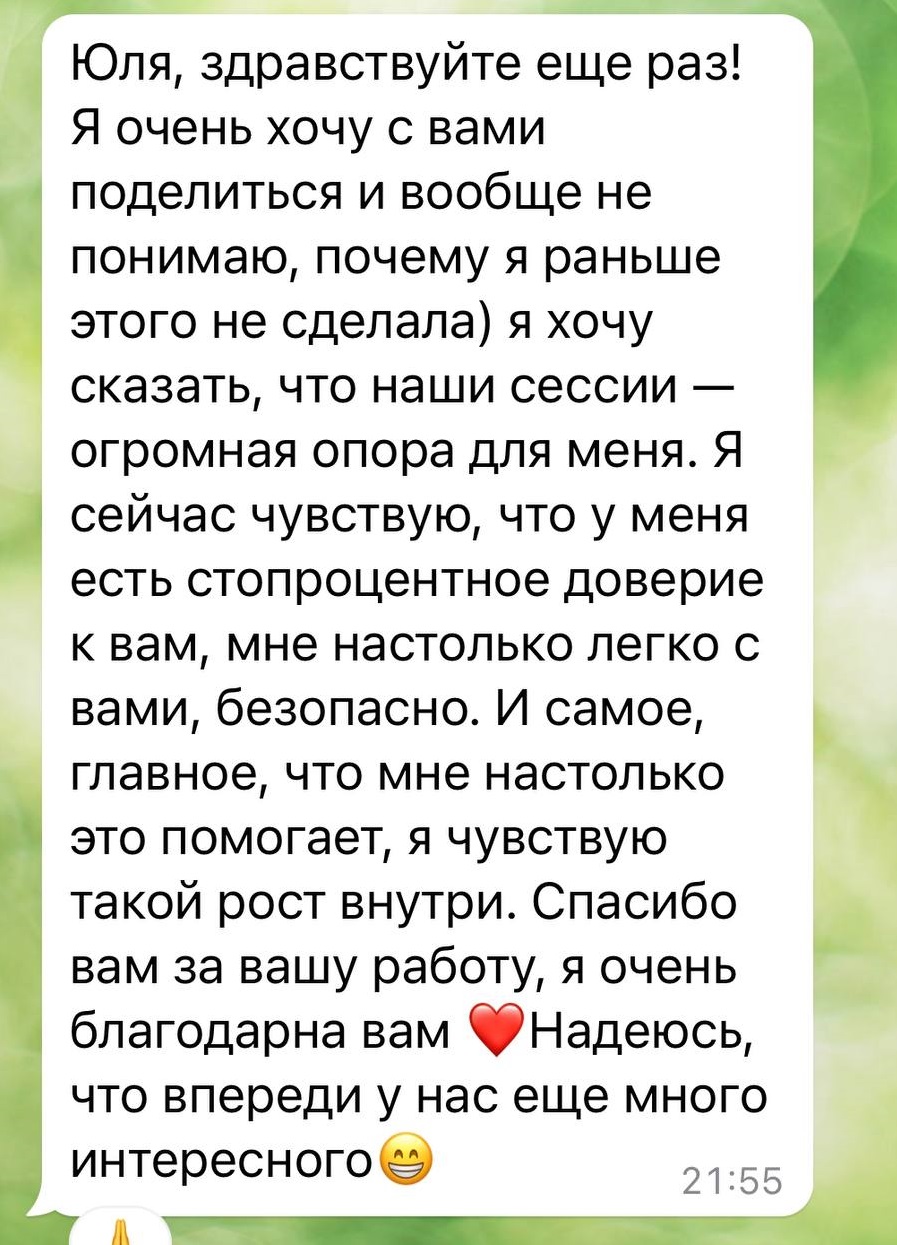 Юля, здравствуйте еще раз!
Я очень хочу с вами
поделиться и вообще не
понимаю, почему я раньше
этого не сделала) я хочу
сказать, что наши сессии —
огромная опора для меня. Я
сейчас чувствую, что у меня
есть стопроцентное доверие
к вам, мне настолько легко с
вами, безопасно. И самое,
главное, что мне настолько
это помогает, я чувствую
такой рост внутри. Спасибо
вам за вашу работу, я очень
благодарна вам ❤️Надеюсь,
что впереди у нас еще много
интересного😁
21:55